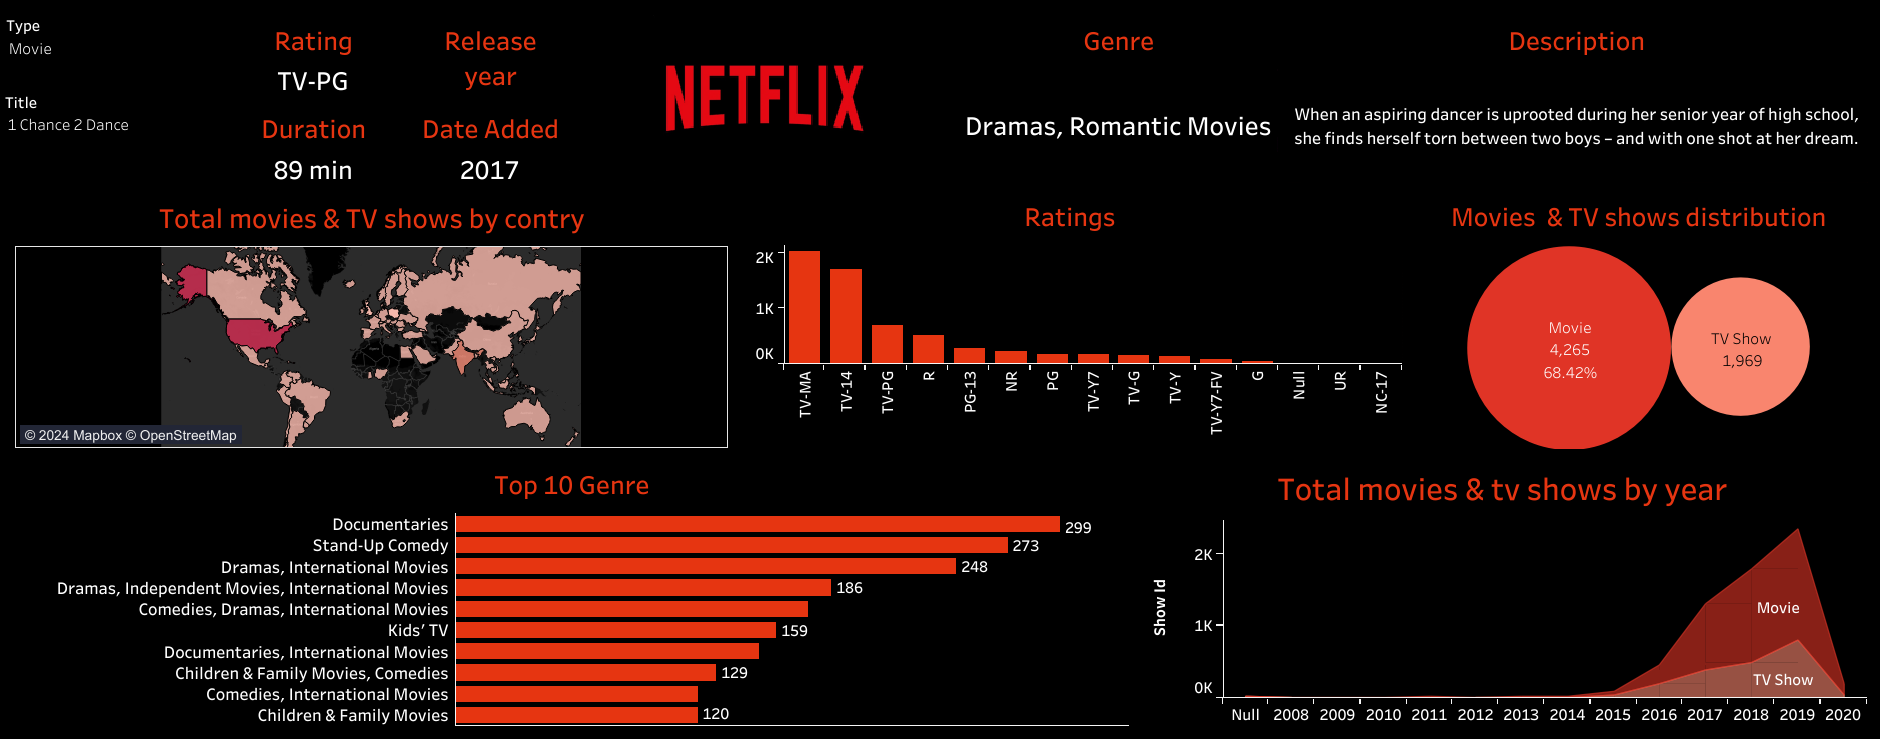 Type
Movie
Title
1 Chance 2 Dance
Rating
TV-PG
Duration
89 min
Release
year
Date Added
2017
NETFLIX
Genre
Dramas, Romantic Movies
Description
When an aspiring dancer is uprooted during her senior year of high school,
she finds herself torn between two boys – and with one shot at her dream.
Total movies & TV shows by contry
© 2024 Mapbox © OpenStreetMap
Ratings
2K
1K
0K
TV-MA
TV-14
TV-PG
R
PG-13
NR
PG
TV-Y7
TV-G
TV-Y
TV-Y7-FV
G
Null
UR
NC-17
Movies & TV shows distribution
Movie
4,265
68.42%
TV Show
1,969
Top 10 Genre
Documentaries 299
Stand-Up Comedy 273
Dramas, International Movies 248
Dramas, Independent Movies, International Movies 186
Comedies, Dramas, International Movies
Kids' TV 159
Documentaries, International Movies
Children & Family Movies, Comedies 129
Comedies, International Movies
Children & Family Movies 120
Total movies & tv shows by year
Show Id
2K
1K
0K
Movie
TV Show
Null 2008 2009 2010 2011 2012 2013 2014 2015 2016 2017 2018 2019 2020